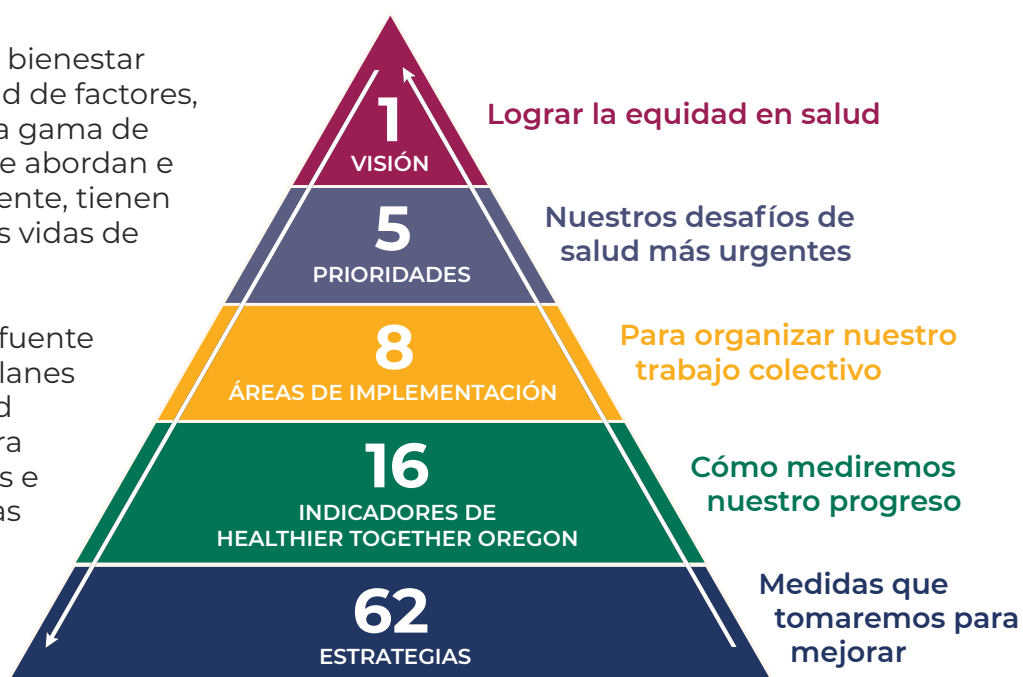 bienestar
d de factores,
a gama de
e abordan e
ente, tienen
s vidas de
fuente
lanes
d
ra
s e
as
1
VISIÓN
Lograr la equidad en salud
5
PRIORIDADES
Nuestros desafíos de
salud más urgentes
8
ÁREAS DE IMPLEMENTACIÓN
Para organizar nuestro
trabajo colectivo
16
INDICADORES DE
HEALTHIER TOGETHER OREGON
Cómo mediremos
nuestro progreso
62
ESTRATEGIAS
Medidas que
tomaremos para
mejorar